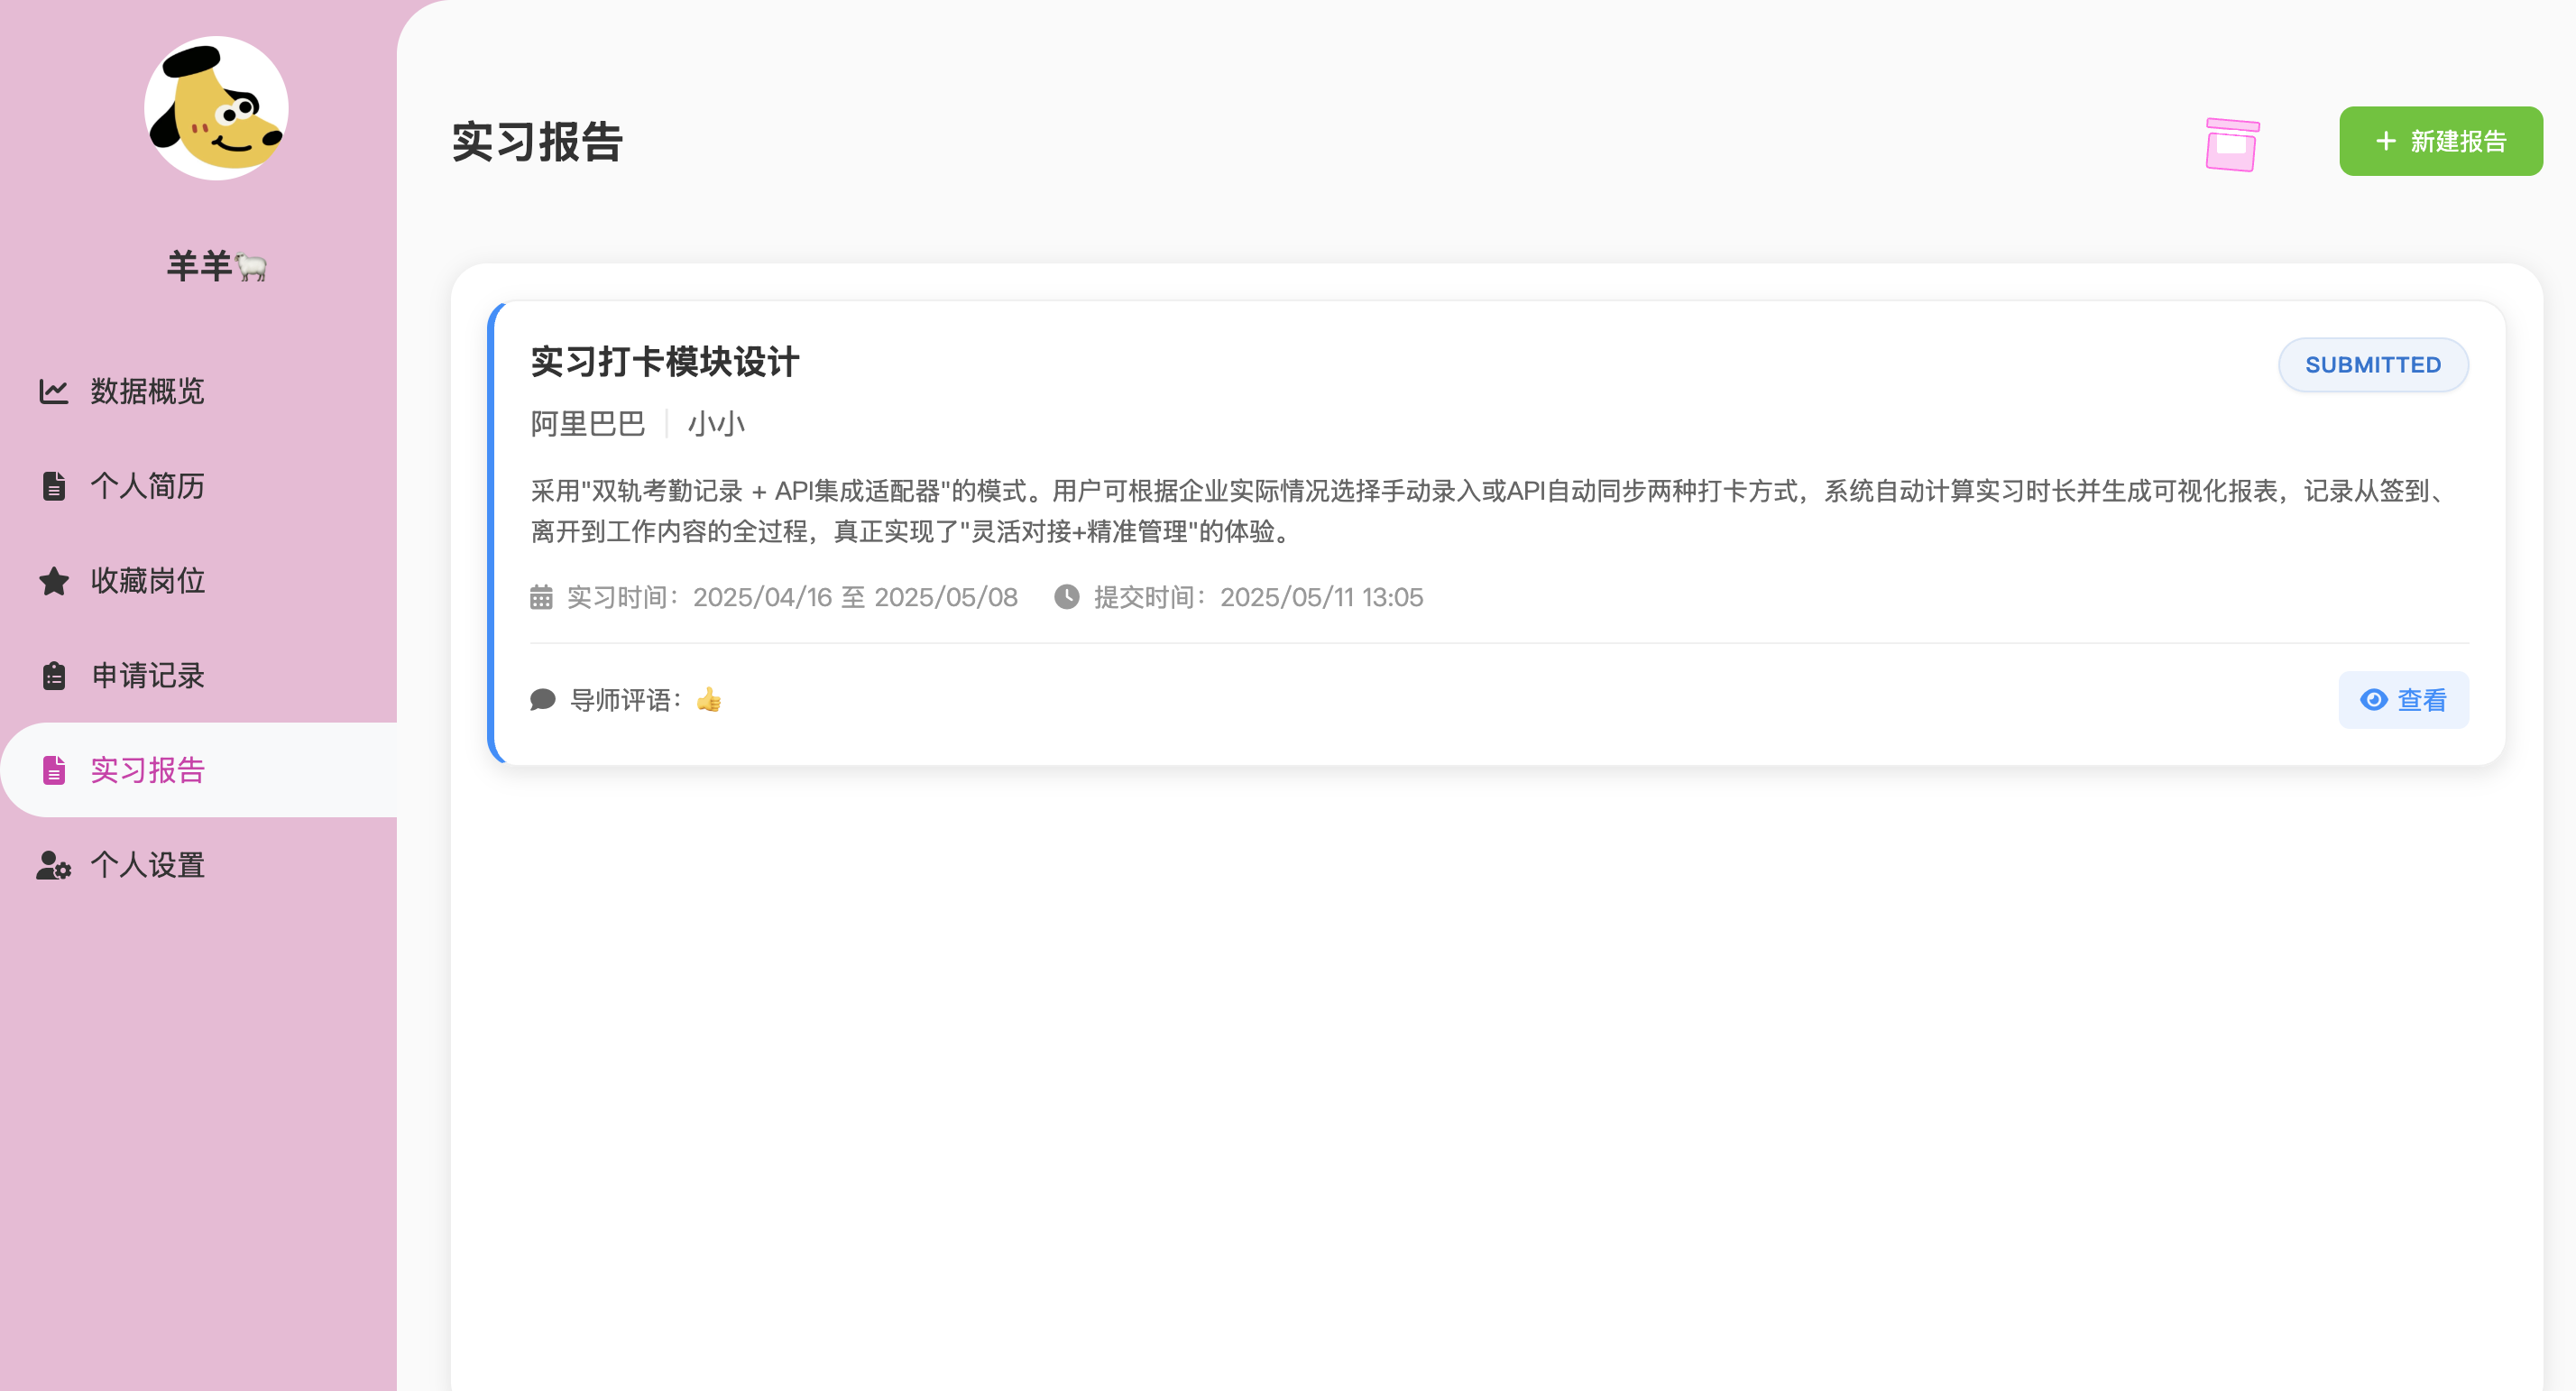 羊羊🐑
数据概览
个人简历
收藏岗位
申请记录
实习报告
个人设置
实习报告
+ 新建报告
实习打卡模块设计
SUBMITTED
阿里巴巴 | 小小
采用"双轨考勤记录 + API集成适配器"的模式。用户可根据企业实际情况选择手动录入或API自动同步两种打卡方式，系统自动计算实习时长并生成可视化报表，记录从签到、
离开到工作内容的全过程，真正实现了"灵活对接+精准管理"的体验。
实习时间：2025/04/16 至 2025/05/08 提交时间：2025/05/11 13:05
导师评语：👍
查看